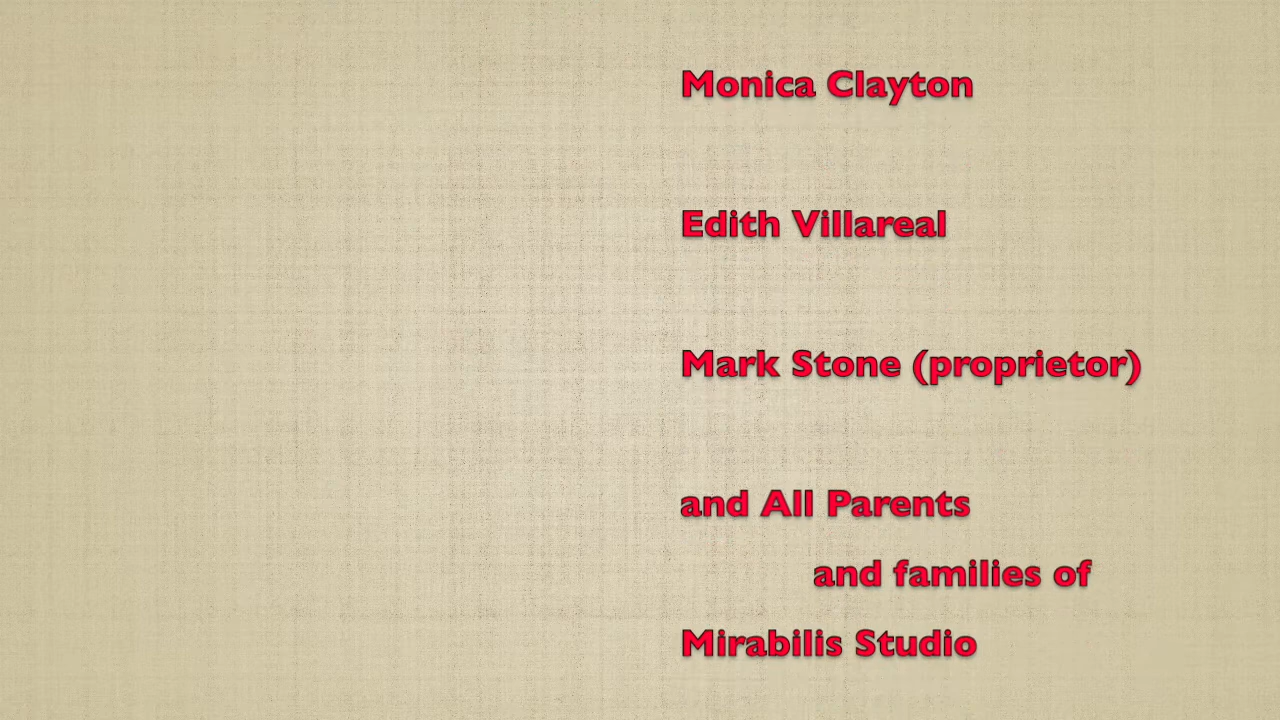 Monica Clayton
Edith Villareal
Mark Stone (proprietor)
and All Parents
and families of
Mirabilis Studio